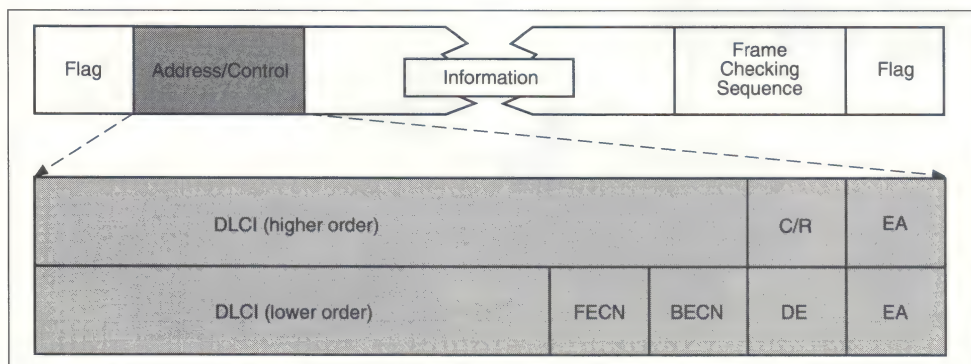 Flag
Address/Control
Information
Frame
Checking
Sequence
Flag
DLCI (higher order)
C/R
EA
DLCI (lower order)
FECN
BECN
DE
EA